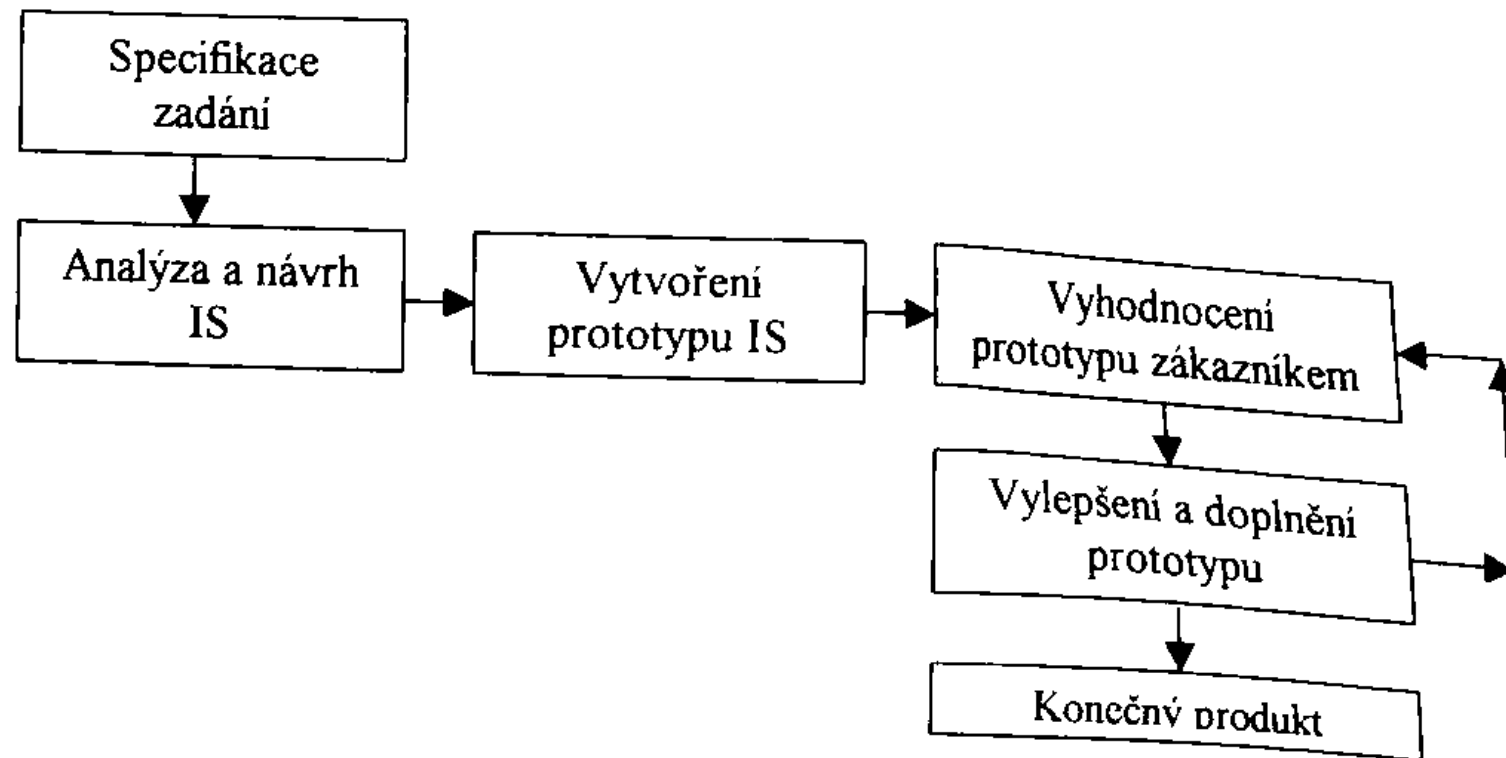 Specifikace
zadání
Analýza a návrh
IS
Vytvoření
prototypu IS
Vyhodnocení
prototypu zákazníkem
Vylepšení a doplnění
prototypu
Konečný produkt